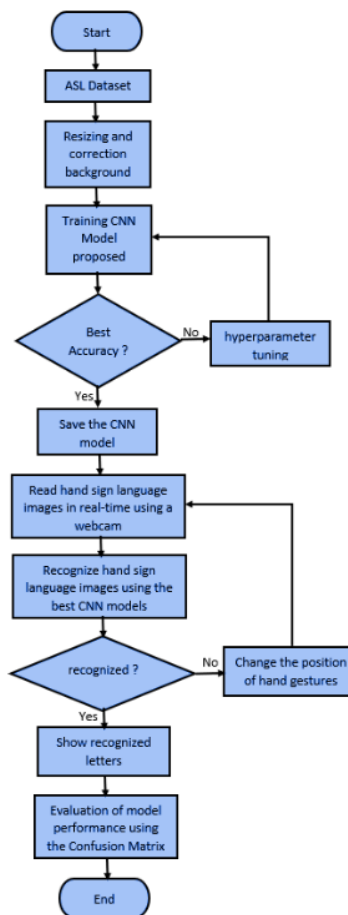 Start
ASL Dataset
Resizing and
correction
background
Training CNN
Model
proposed
Best
Accuracy ?
No
hyperparameter
tuning
Yes
Save the CNN
model
Read hand sign language
images in real-time using a
webcam
Recognize hand sign
language images using the
best CNN models
recognized ?
No
Change the position
of hand gestures
Yes
Show recognized
letters
Evaluation of model
performance using
the Confusion Matrix
End